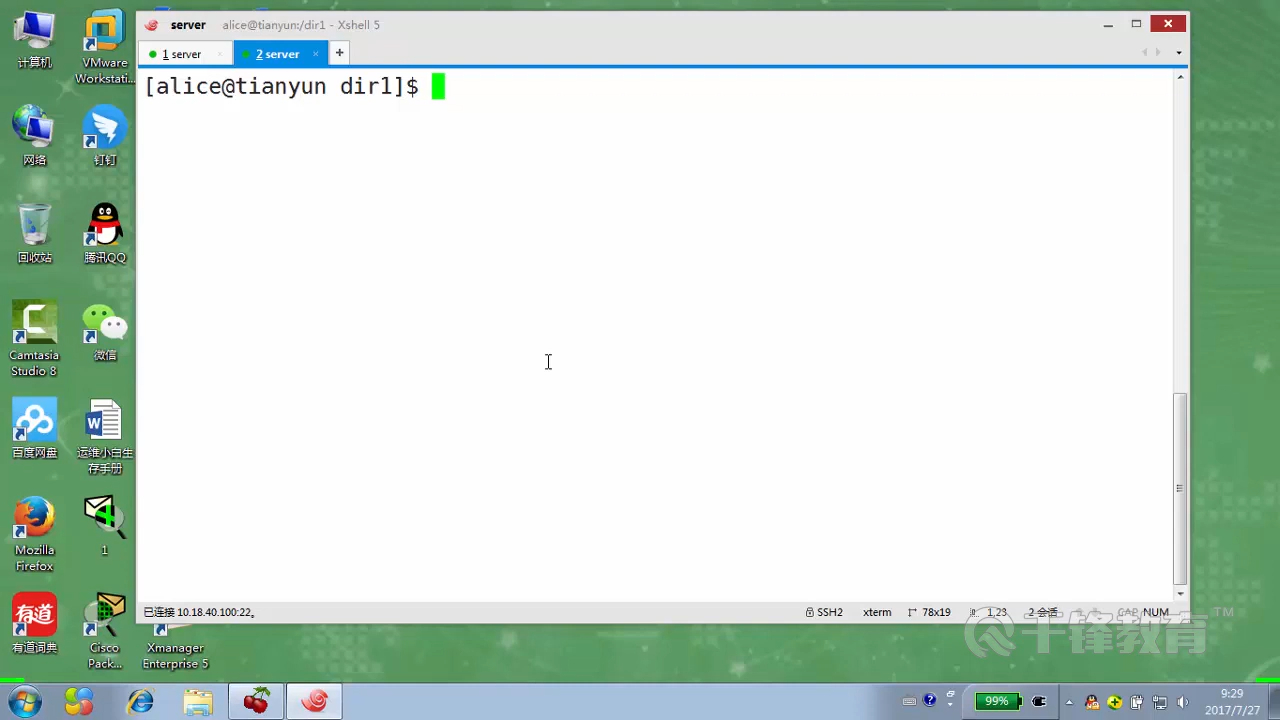 server alice@tianyun:/dir1 - Xshell 5
1 server
2 server
[alice@tianyun dir1]$
已连接 10.18.40.100:22。
SSH2
xterm
78x19
1,23
2 会话
CAP
NUM
计算机
VMware
Workstati...
网络
钉钉
回收站
腾讯QQ
Camtasia
Studio 8
微信
百度网盘
运维小白生
存手册
Mozilla
Firefox
1
有道
有道词典
Cisco
Pack...
Xmanager
Enterprise 5
千锋教育 TM
99%
9:29
2017/7/27